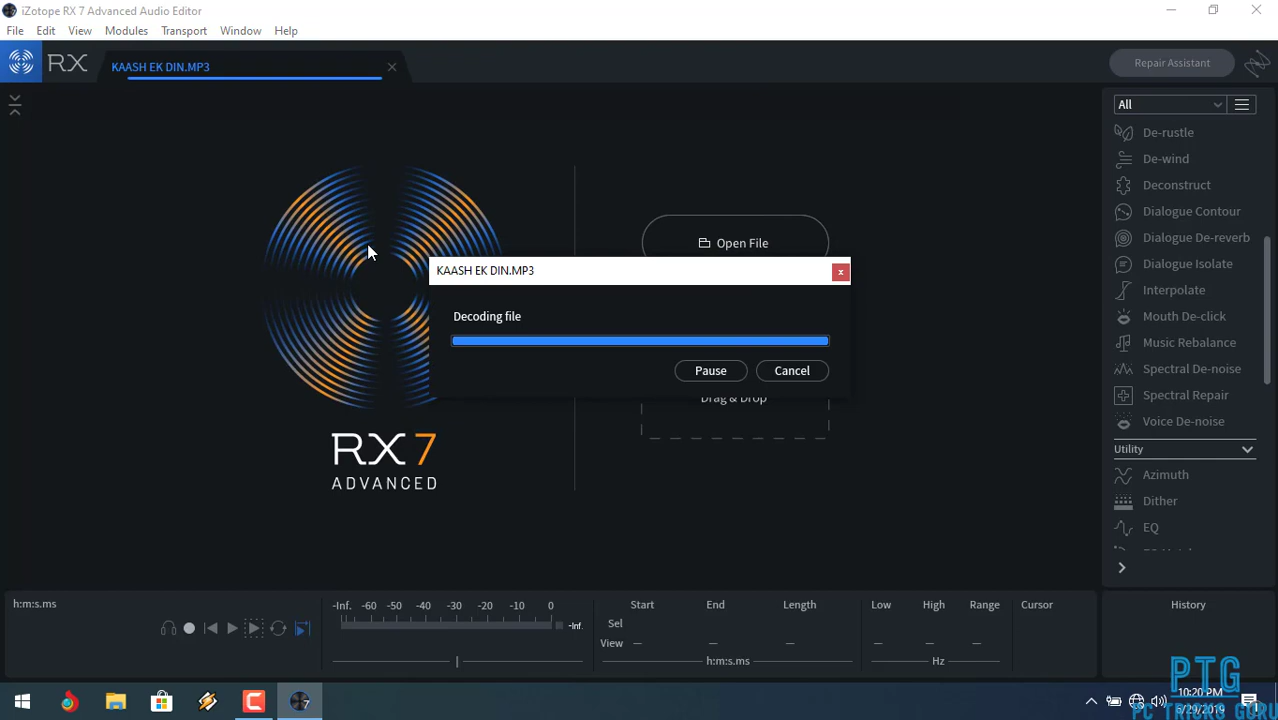 iZotope RX 7 Advanced Audio Editor
File Edit View Modules Transport Window Help
RX
KAASH EK DIN.MP3
Repair Assistant
All
De-rustle
De-wind
Deconstruct
Dialogue Contour
Dialogue De-reverb
Dialogue Isolate
Interpolate
Mouth De-click
Music Rebalance
Spectral De-noise
Spectral Repair
Voice De-noise
Utility
Azimuth
Dither
EQ
Open File
KAASH EK DIN.MP3
x
Decoding file
Pause Cancel
Drag & Drop
RX 7
ADVANCED
h:m:s.ms
-Inf. -60 -50 -40 -30 -20 -10 0
-Inf.
Start End Length
Sel
View
h:m:s.ms
Low High Range
Hz
Cursor
History
7
10:20 PM
5/29/2019
PTG
PC TRICKS GURU